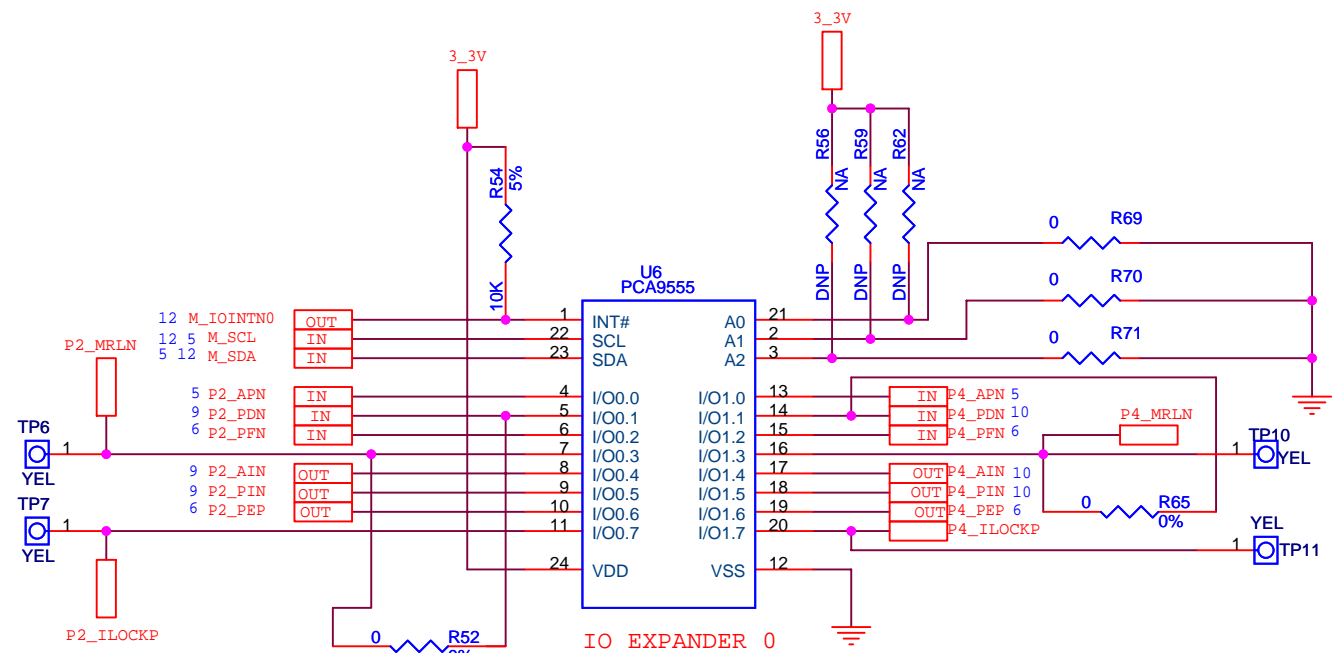 3_3V
3_3V
R54
5%
10K
R56
NA
DNP
R59
NA
DNP
R62
NA
DNP
0 R69
0 R70
0 R71
U6
PCA9555
12 M_IOINTN0 OUT 1 INT#
12 5 M_SCL IN 22 SCL
5 12 M_SDA IN 23 SDA
A0 21
A1 2
A2 3
P2_MRLN
5 P2_APN IN 4 I/O0.0
9 P2_PDN IN 5 I/O0.1
6 P2_PFN IN 6 I/O0.2
TP6 1 YEL
7 I/O0.3
9 P2_AIN OUT 8 I/O0.4
9 P2_PIN OUT 9 I/O0.5
6 P2_PEP OUT 10 I/O0.6
TP7 1 YEL
11 I/O0.7
24 VDD
P2_ILOCKP
0 R52
I/O1.0 13 IN P4_APN 5
I/O1.1 14 IN P4_PDN 10
I/O1.2 15 IN P4_PFN 6
P4_MRLN
I/O1.3 16
1 TP10 YEL
I/O1.4 17 OUT P4_AIN 10
I/O1.5 18 OUT P4_PIN 10
I/O1.6 19 OUT P4_PEP 6
I/O1.7 20 P4_ILOCKP
0 R65
0%
YEL
1 TP11
VSS 12
IO EXPANDER 0